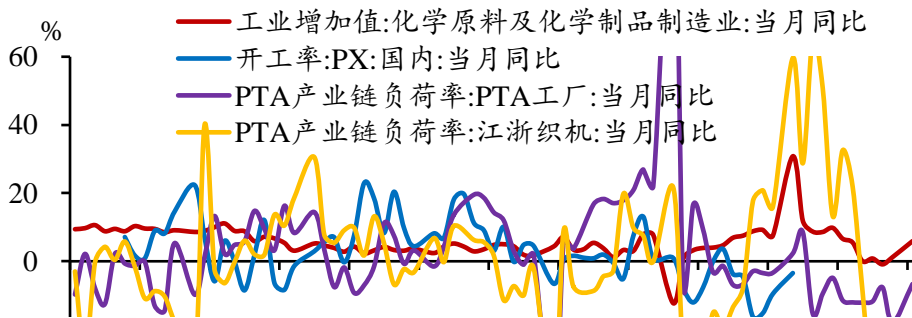 %
工业增加值:化学原料及化学制品制造业:当月同比
60
开工率:PX:国内:当月同比
PTA产业链负荷率:PTA工厂:当月同比
40
PTA产业链负荷率:江浙织机:当月同比
20
0